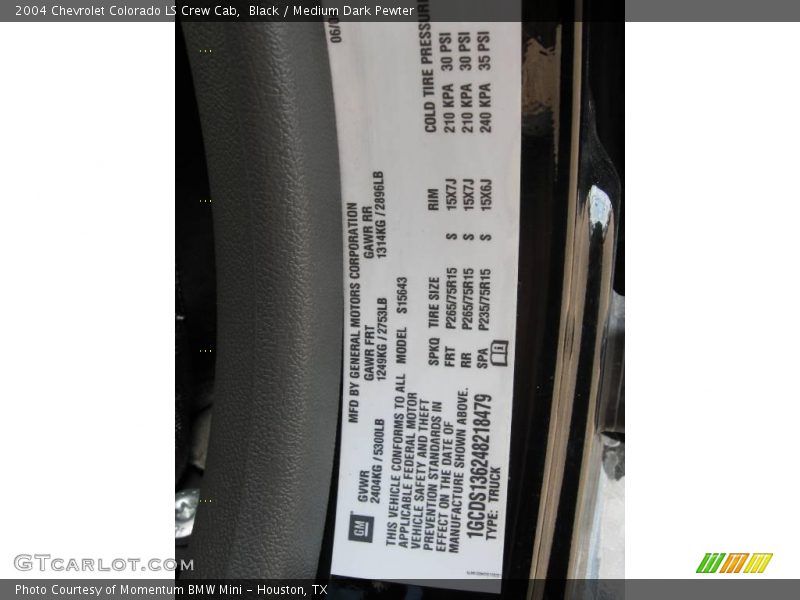 2004 Chevrolet Colorado LS Crew Cab,  Black / Medium Dark Pewter
MFD BY GENERAL MOTORS CORPORATION
GM
GVWR GAWR FRT GAWR RR
2404KG / 5300LB 1249KG / 2753LB 1314KG / 2896LB
THIS VEHICLE CONFORMS TO ALL
APPLICABLE FEDERAL MOTOR
VEHICLE SAFETY AND THEFT
PREVENTION STANDARDS IN
EFFECT ON THE DATE OF
MANUFACTURE SHOWN ABOVE.
1GCDS136248218479
TYPE: TRUCK
MODEL S15643
SPKQ TIRE SIZE RIM COLD TIRE PRESSURE
FRT P265/75R15 S 15X7J 210 KPA 30 PSI
RR P265/75R15 S 15X7J 210 KPA 30 PSI
SPA P235/75R15 S 15X6J 240 KPA 35 PSI
GTCARLOT.COM
Photo Courtesy of Momentum BMW Mini - Houston, TX